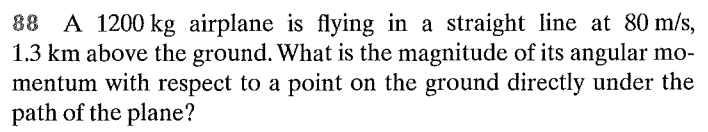 88 A 1200 kg airplane is flying in a straight line at 80 m/s,
1.3 km above the ground. What is the magnitude of its angular mo-
mentum with respect to a point on the ground directly under the
path of the plane?